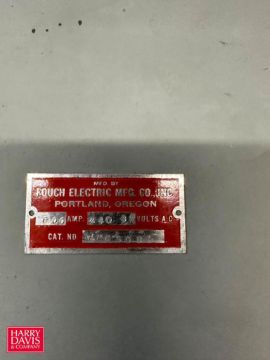 MFD. BY
FOUCH ELECTRIC MFG. CO., INC.
PORTLAND, OREGON
AMP. VOLTS A.C.
CAT. NO.
HARRY
DAVIS
& COMPANY